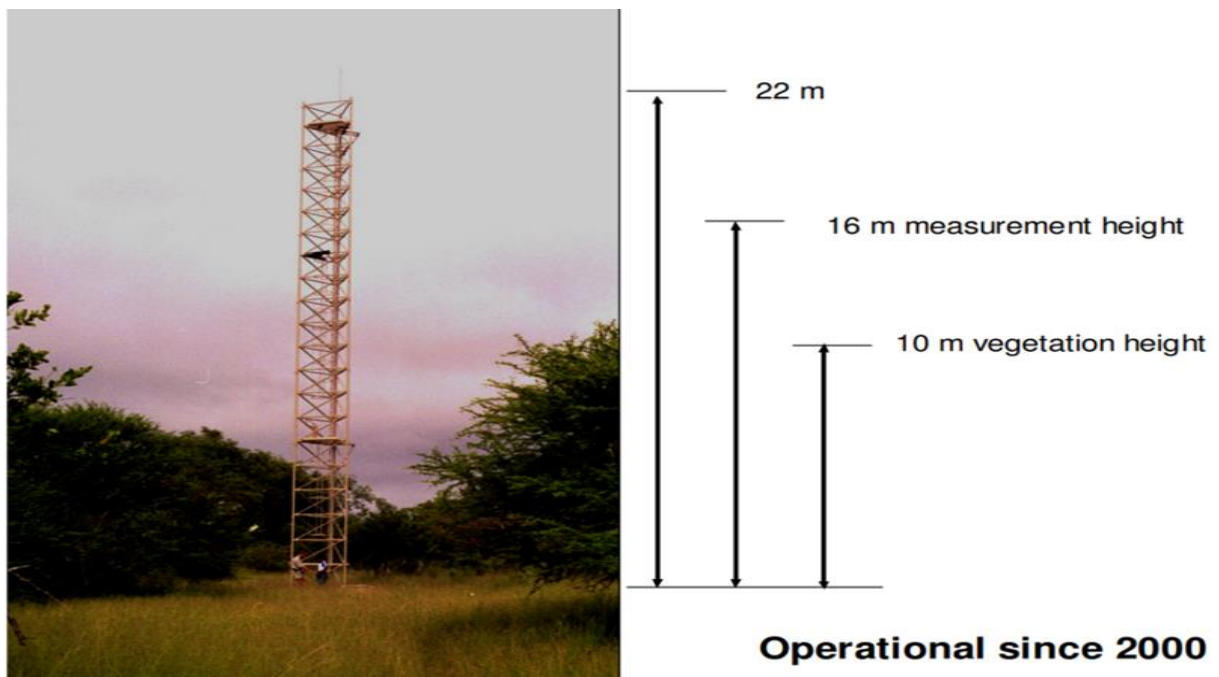 22 m
16 m measurement height
10 m vegetation height
Operational since 2000